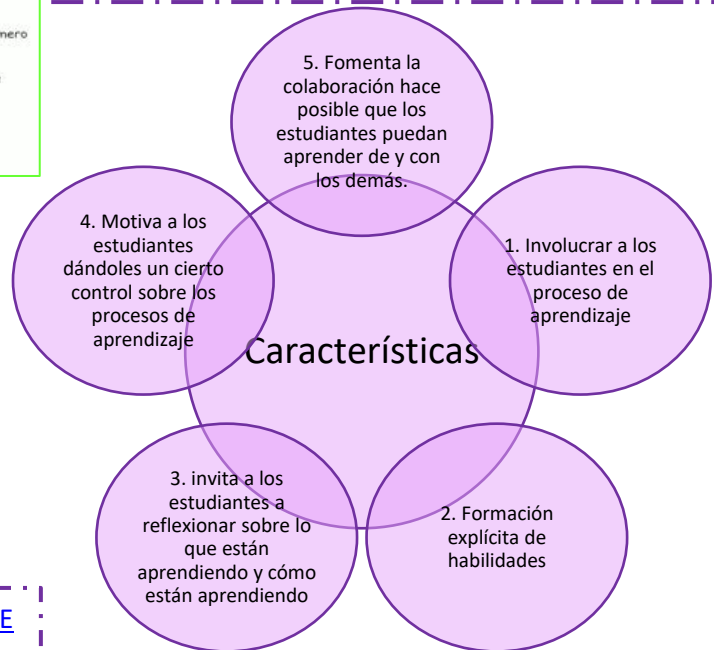 mero
5. Fomenta la
colaboración hace
posible que los
estudiantes puedan
aprender de y con
los demás.
4. Motiva a los
estudiantes
dándoles un cierto
control sobre los
procesos de
aprendizaje
1. Involucrar a los
estudiantes en el
proceso de
aprendizaje
Características
3. invita a los
estudiantes a
reflexionar sobre lo
que están
aprendiendo y cómo
están aprendiendo
2. Formación
explícita de
habilidades
E